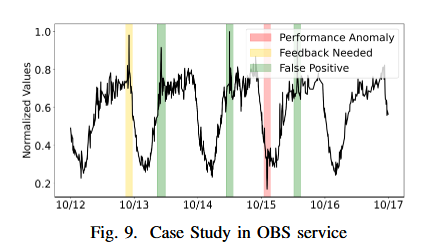 Performance Anomaly
Feedback Needed
False Positive
Normalized Values
1.0
0.8
0.6
0.4
0.2
10/12 10/13 10/14 10/15 10/16 10/17
Fig. 9. Case Study in OBS service